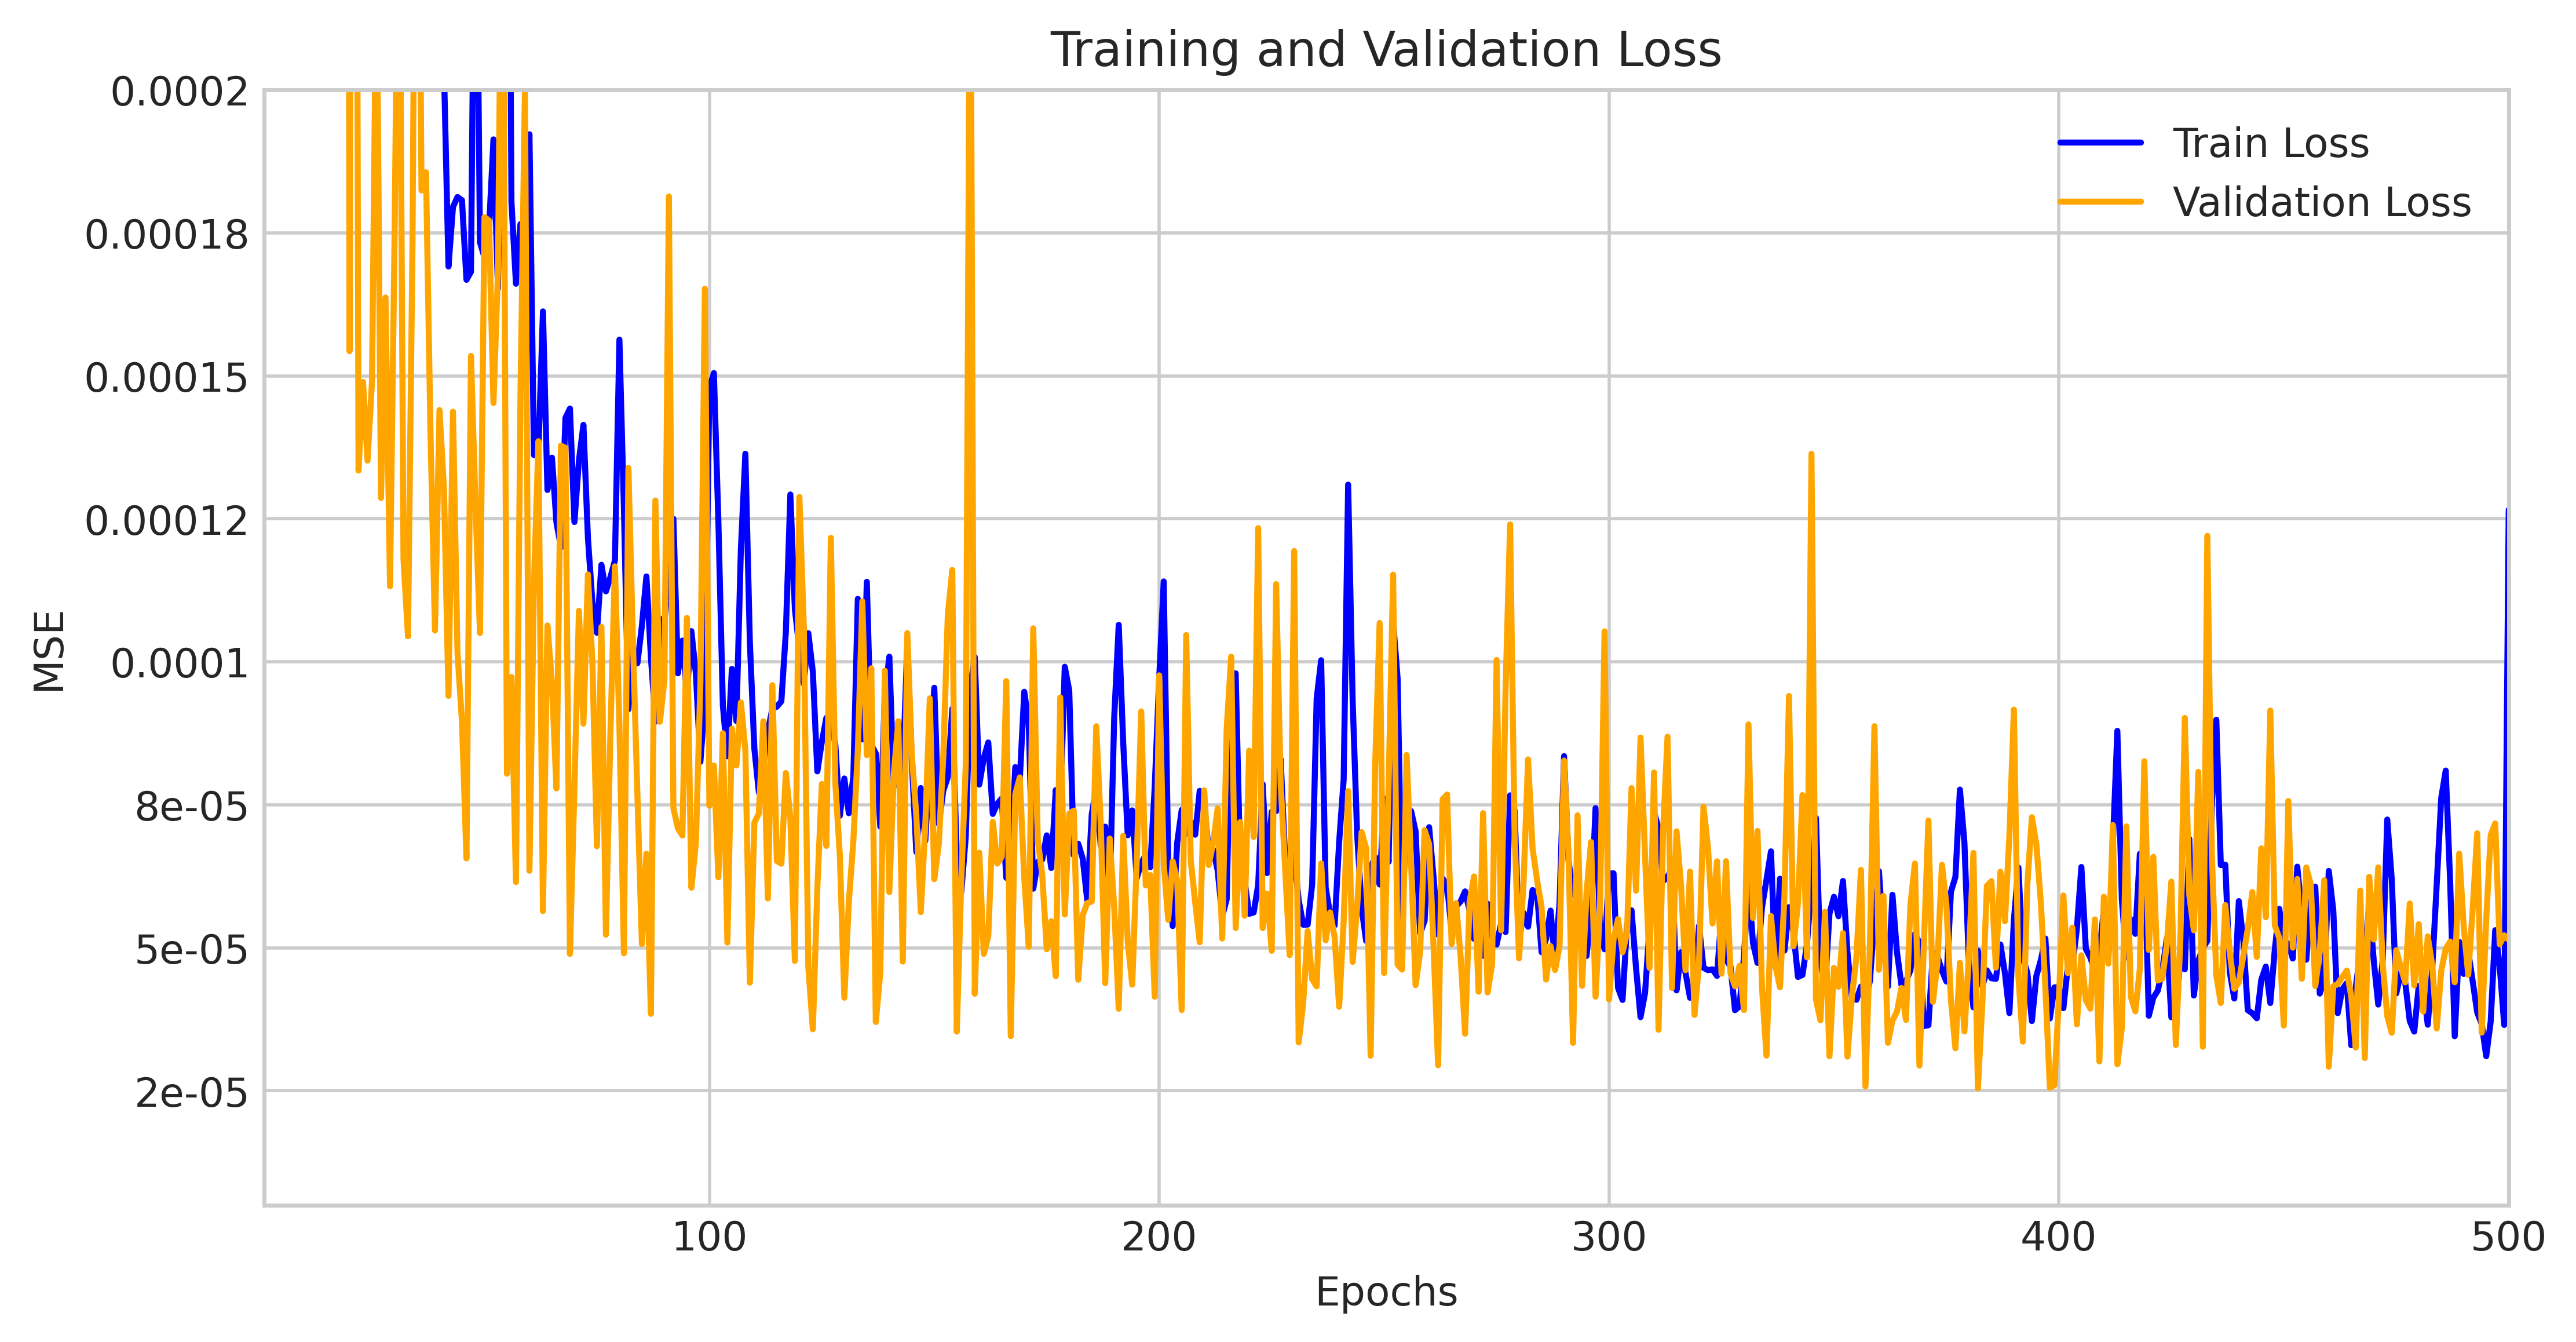 Training and Validation Loss
0.0002
0.00018
0.00015
0.00012
0.0001
8e-05
5e-05
2e-05
MSE
Train Loss
Validation Loss
100
200
300
400
500
Epochs